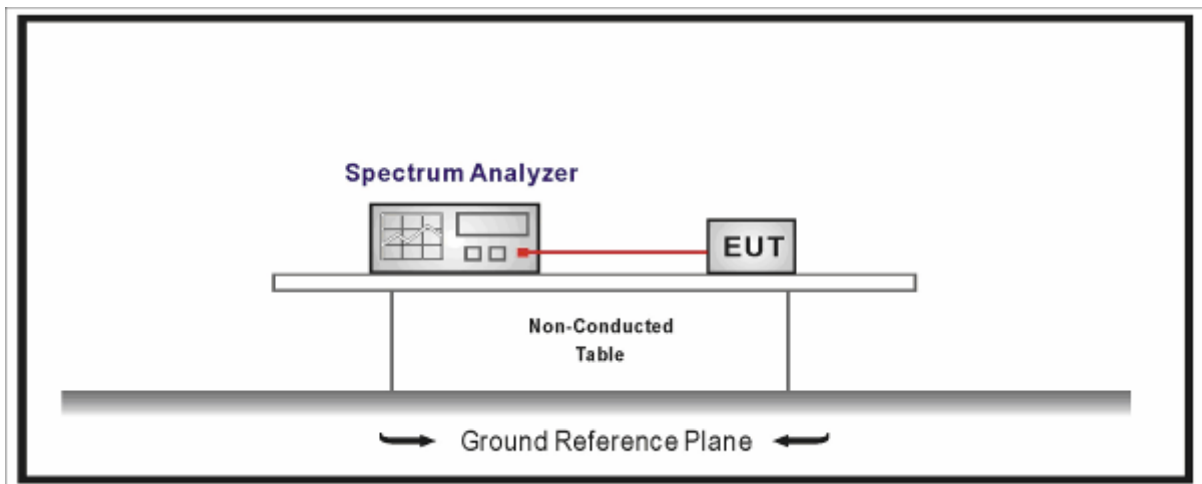 Spectrum Analyzer
EUT
Non-Conducted
Table
Ground Reference Plane